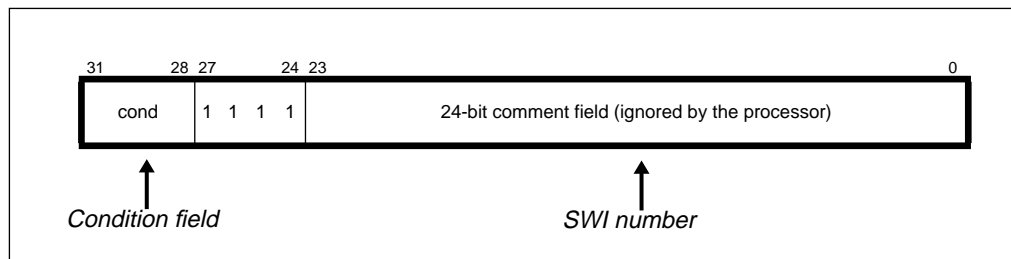 31 28 27 24 23 0
cond 1 1 1 1 24-bit comment field (ignored by the processor)
Condition field SWI number